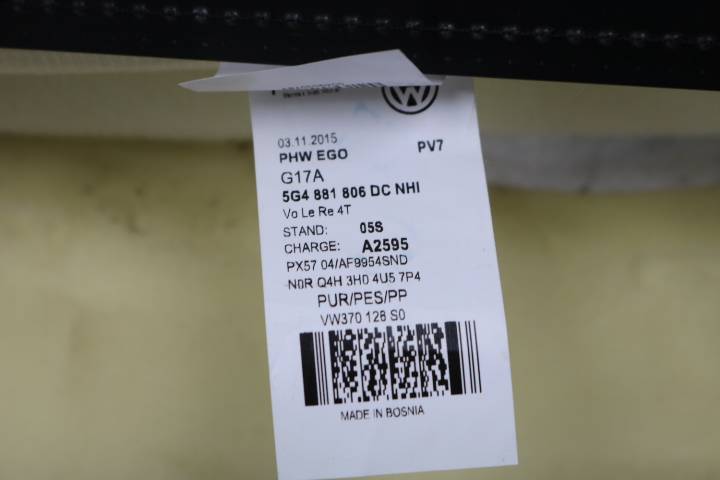 03.11.2015
PHW EGO PV7
G17A
5G4 881 806 DC NHI
Vo Le Re 4T
STAND: 05S
CHARGE: A2595
PX57 04/AF9954SND
N0R Q4H 3H0 4U5 7P4
PUR/PES/PP
VW370 128 S0
MADE IN BOSNIA